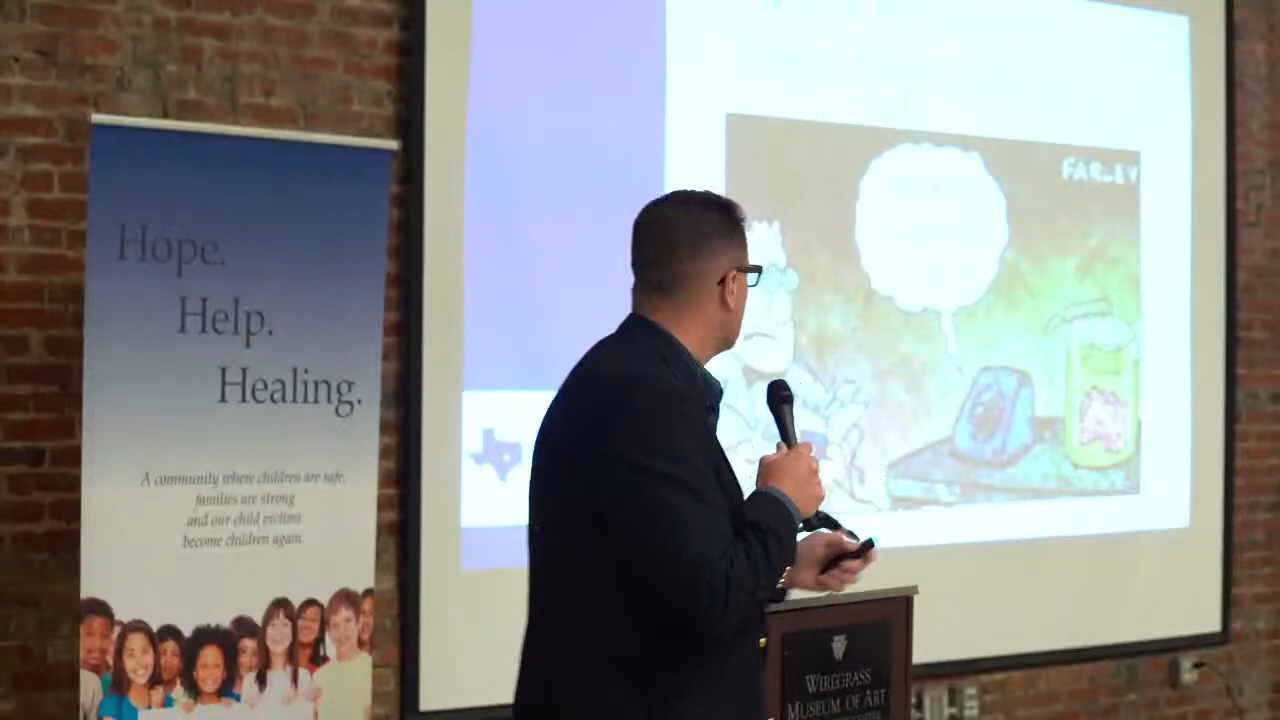 Hope.
Help.
Healing.
A community where children are safe,
families are strong
and our child victims
become children again.
FARLEY
WIREGRASS
MUSEUM OF ART